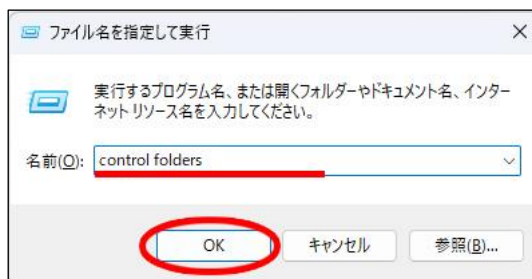 ファイル名を指定して実行
実行するプログラム名、または開くフォルダーやドキュメント名、インター
ネット リソース名を入力してください。
名前(O): control folders
OK キャンセル 参照(B)...